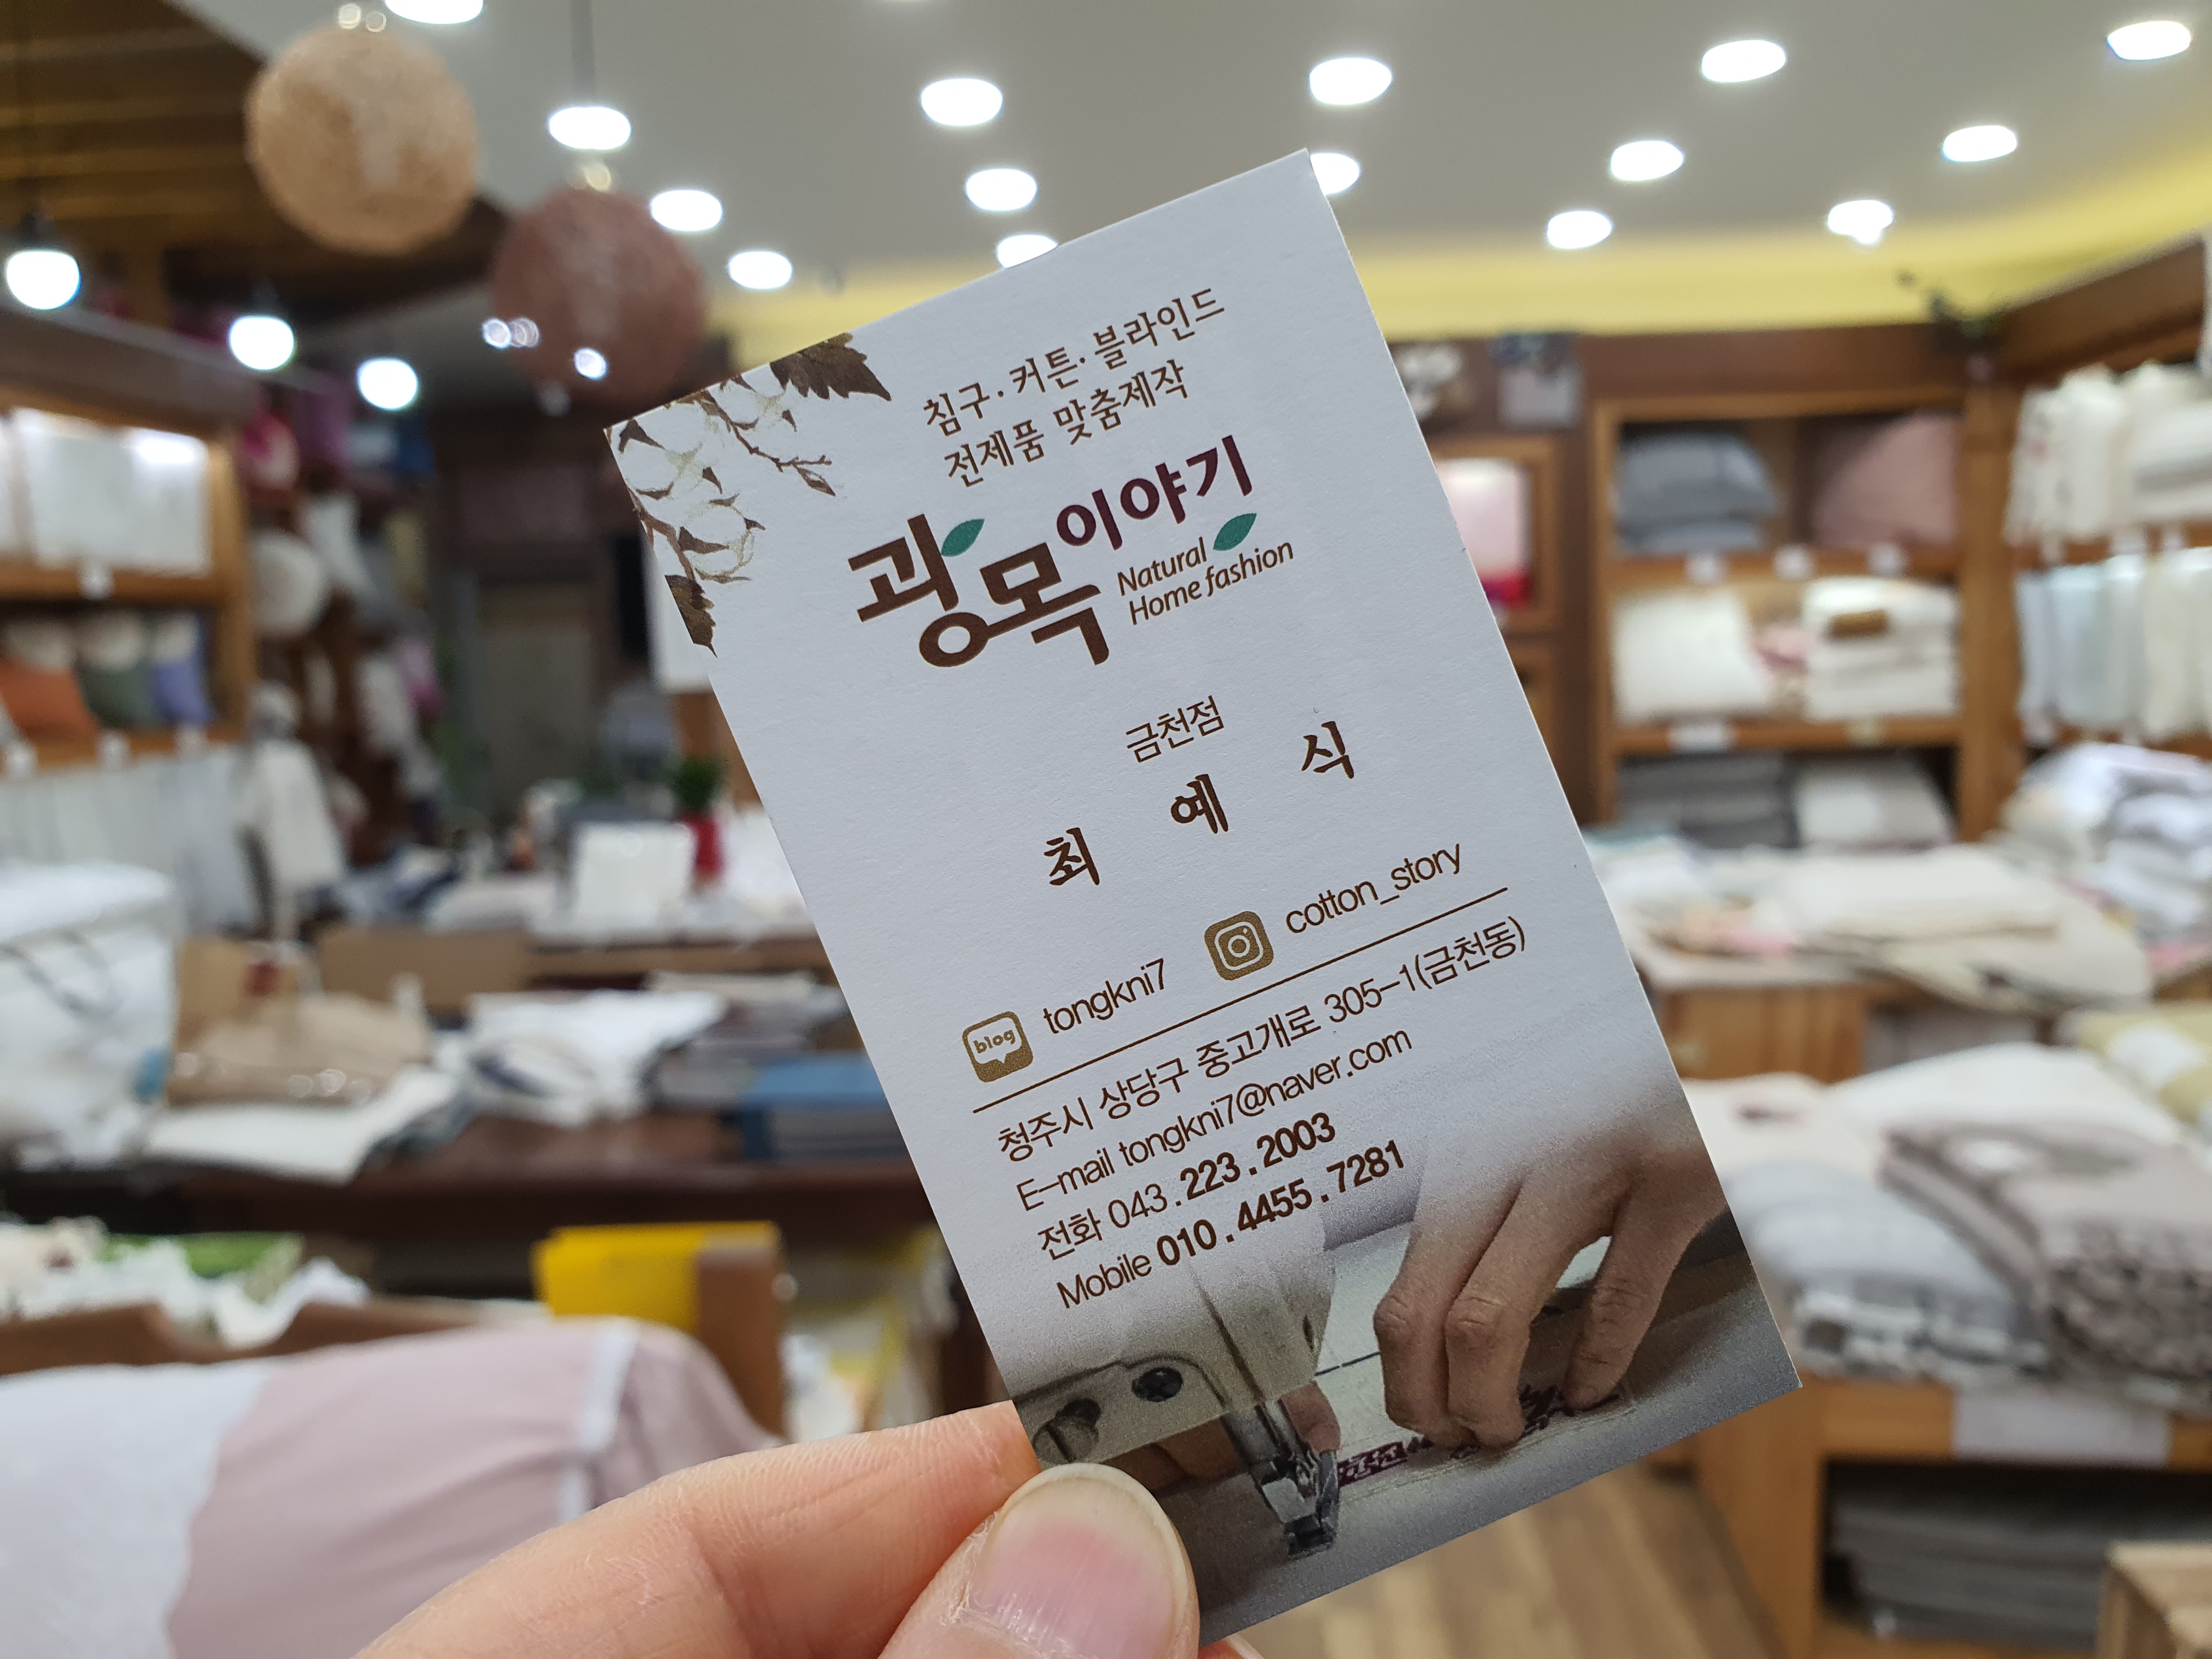 침구·커튼·블라인드
전제품 맞춤제작
광목이야기
Natural
Home fashion
금천점
최 예 식
blog tongkni7 cotton_story
청주시 상당구 중고개로 305-1(금천동)
E-mail tongkni7@naver.com
전화 043.223.2003
Mobile 010.4455.7281